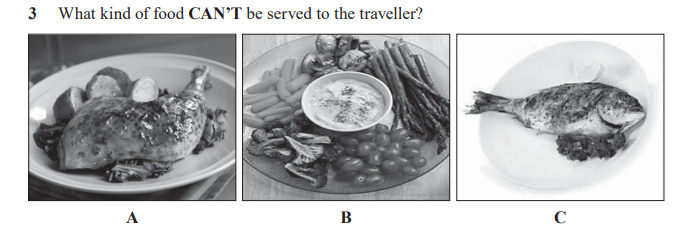 3 What kind of food CAN'T be served to the traveller?
A B C